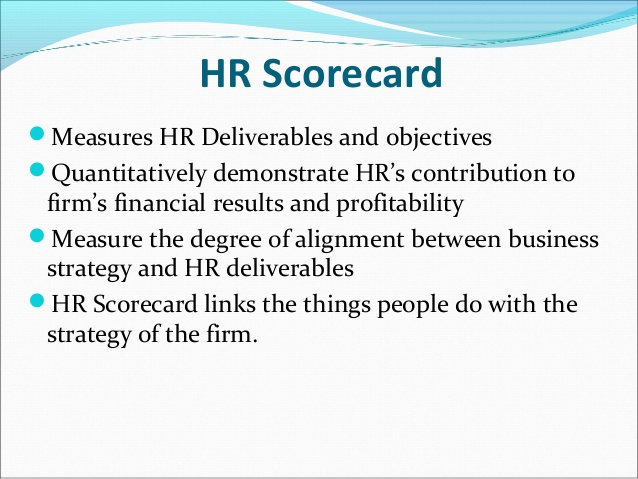 HR Scorecard
Measures HR Deliverables and objectives
Quantitatively demonstrate HR’s contribution to
firm’s financial results and profitability
Measure the degree of alignment between business
strategy and HR deliverables
HR Scorecard links the things people do with the
strategy of the firm.